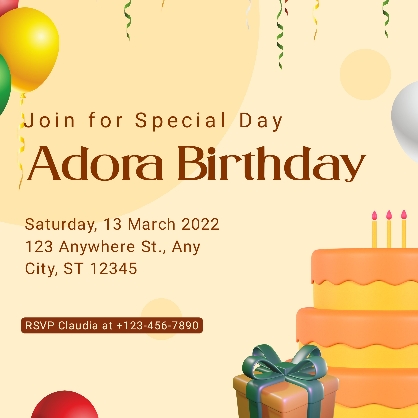 Join for Special Day
Adora Birthday
Saturday, 13 March 2022
123 Anywhere St., Any
City, ST 12345
RSVP Claudia at +123-456-7890